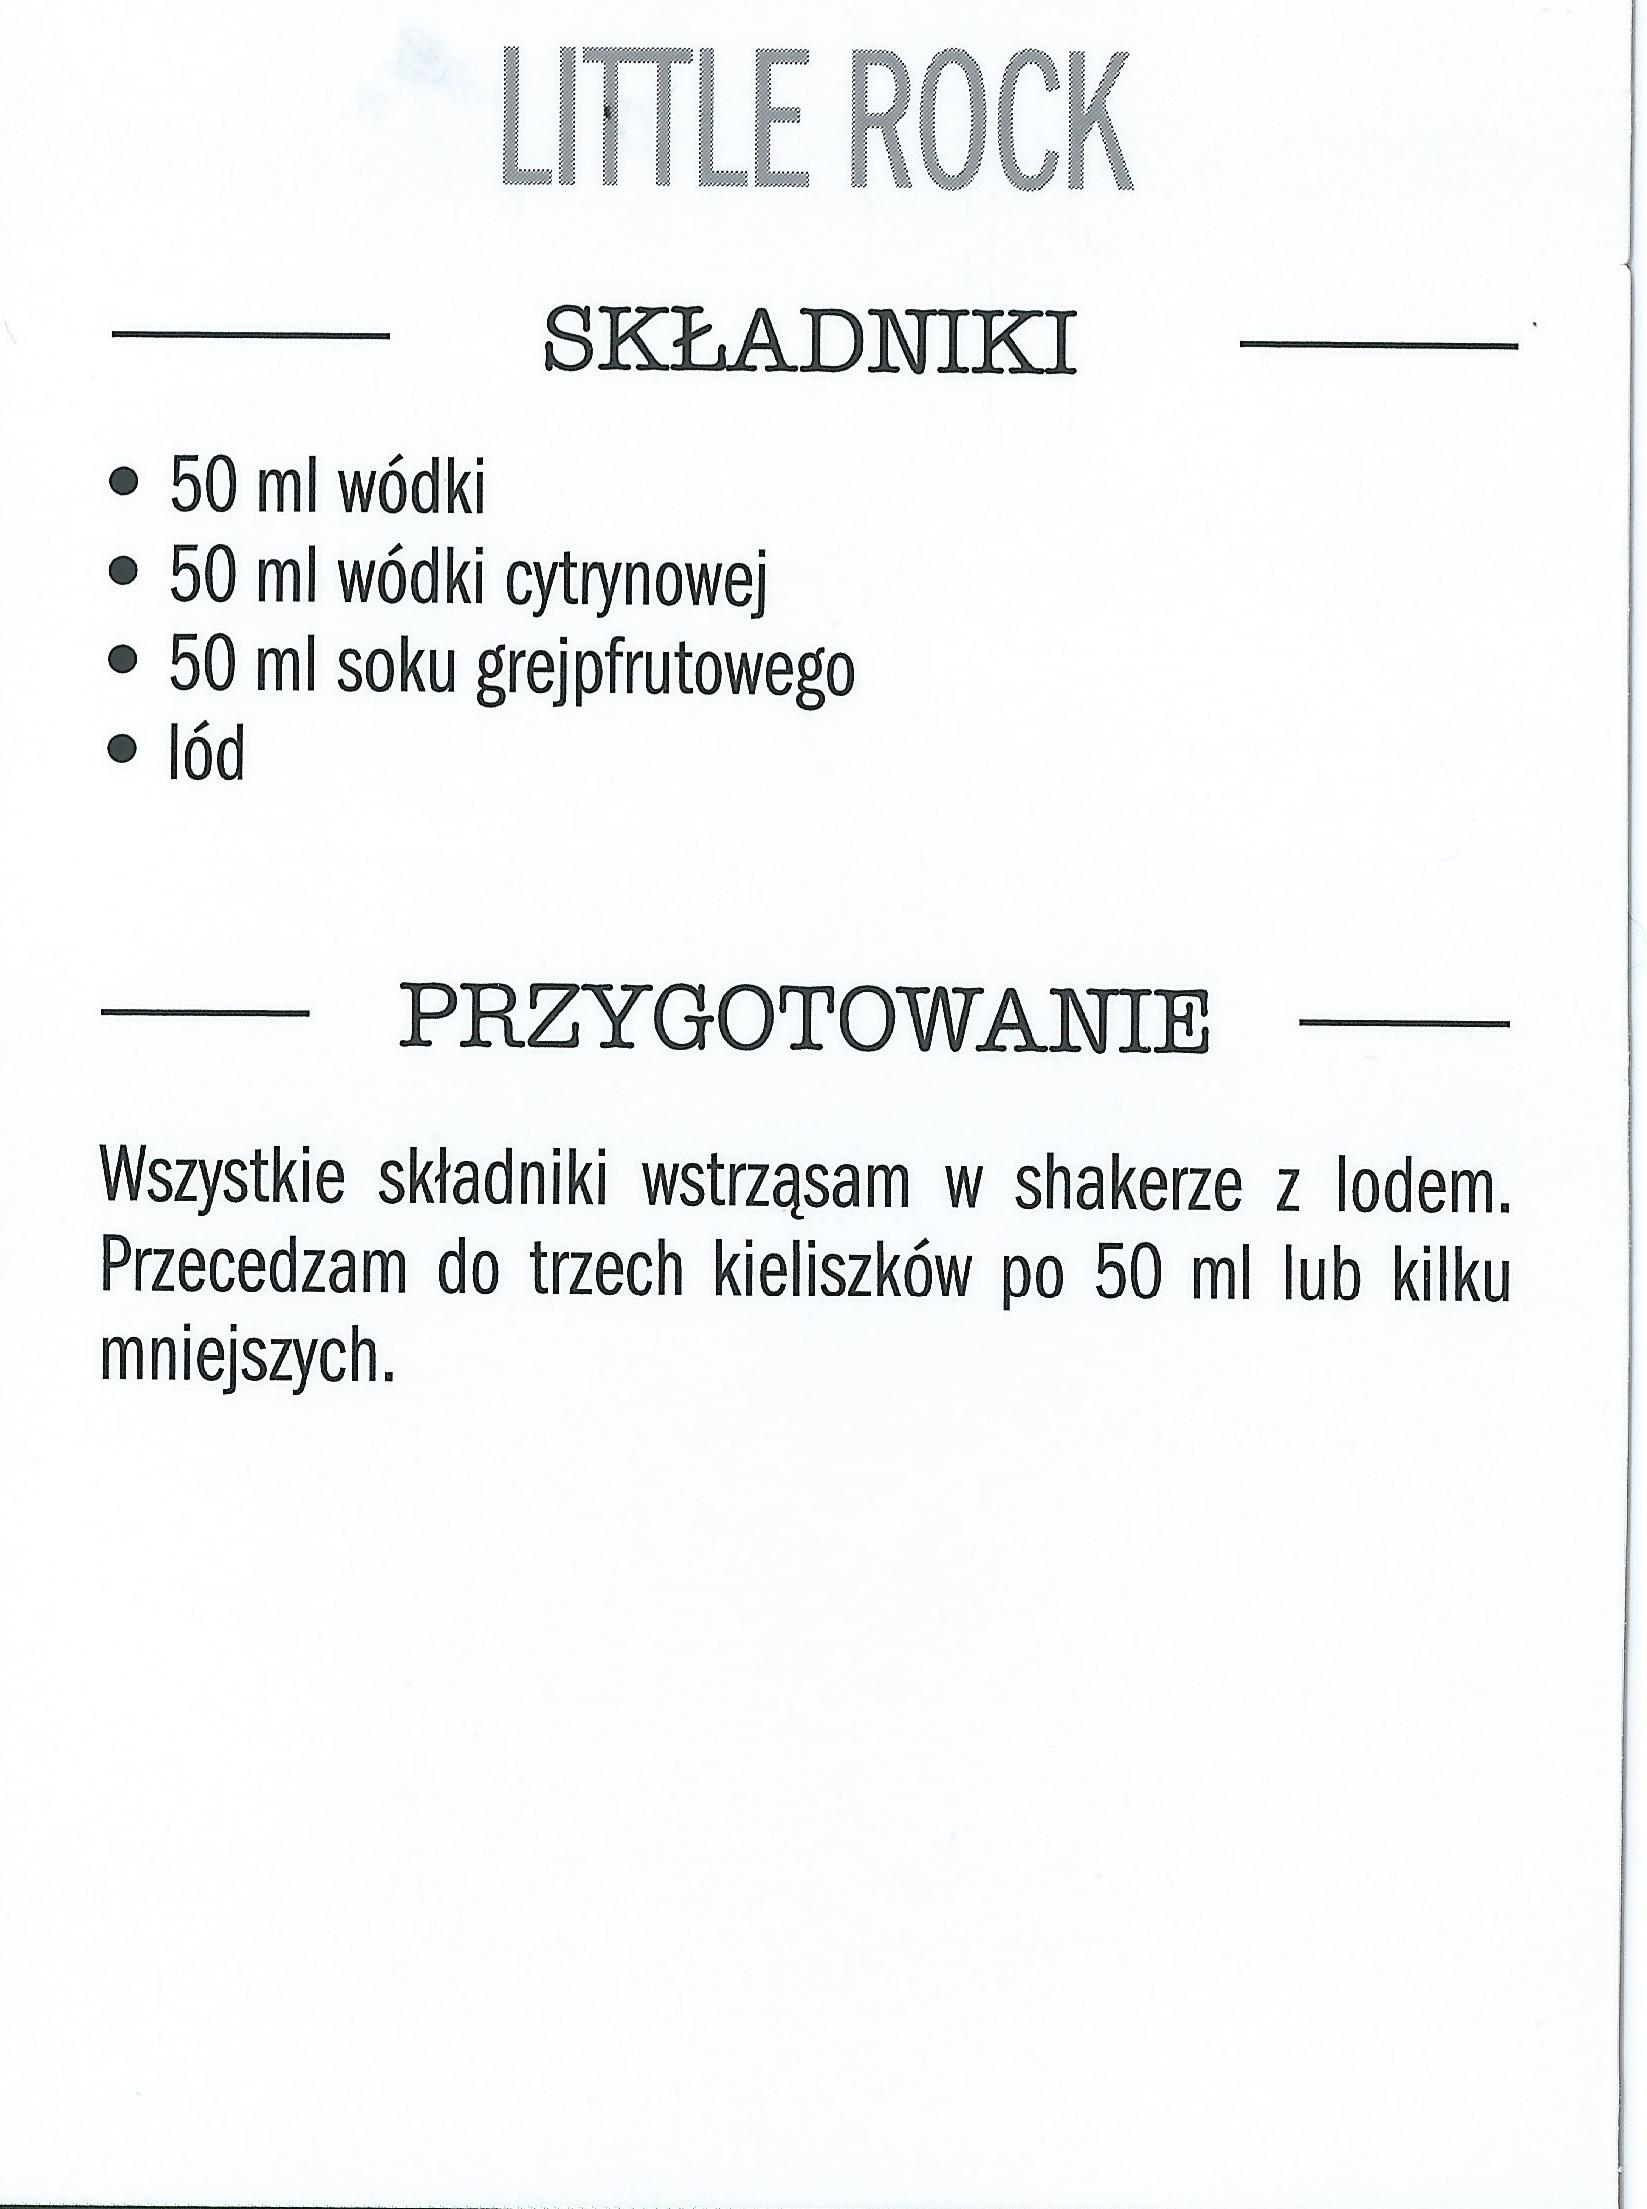 LITTLE ROCK
SKŁADNIKI
• 50 ml wódki
• 50 ml wódki cytrynowej
• 50 ml soku grejpfrutowego
• lód
PRZYGOTOWANIE
Wszystkie składniki wstrząsam w shakerze z lodem.
Przecedzam do trzech kieliszków po 50 ml lub kilku
mniejszych.